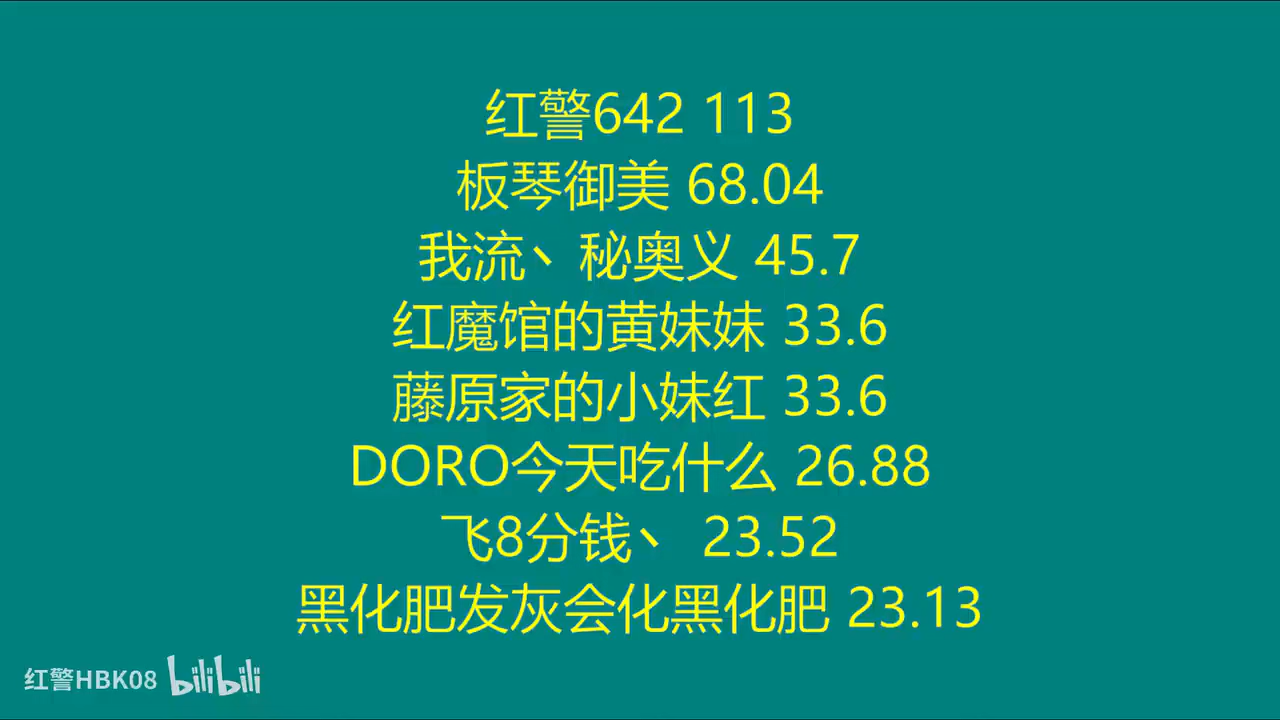 红警642 113
板琴御美 68.04
我流丶秘奥义 45.7
红魔馆的黄妹妹 33.6
藤原家的小妹红 33.6
DORO今天吃什么 26.88
飞8分钱丶 23.52
黑化肥发灰会化黑化肥 23.13
红警HBK08 bilibili